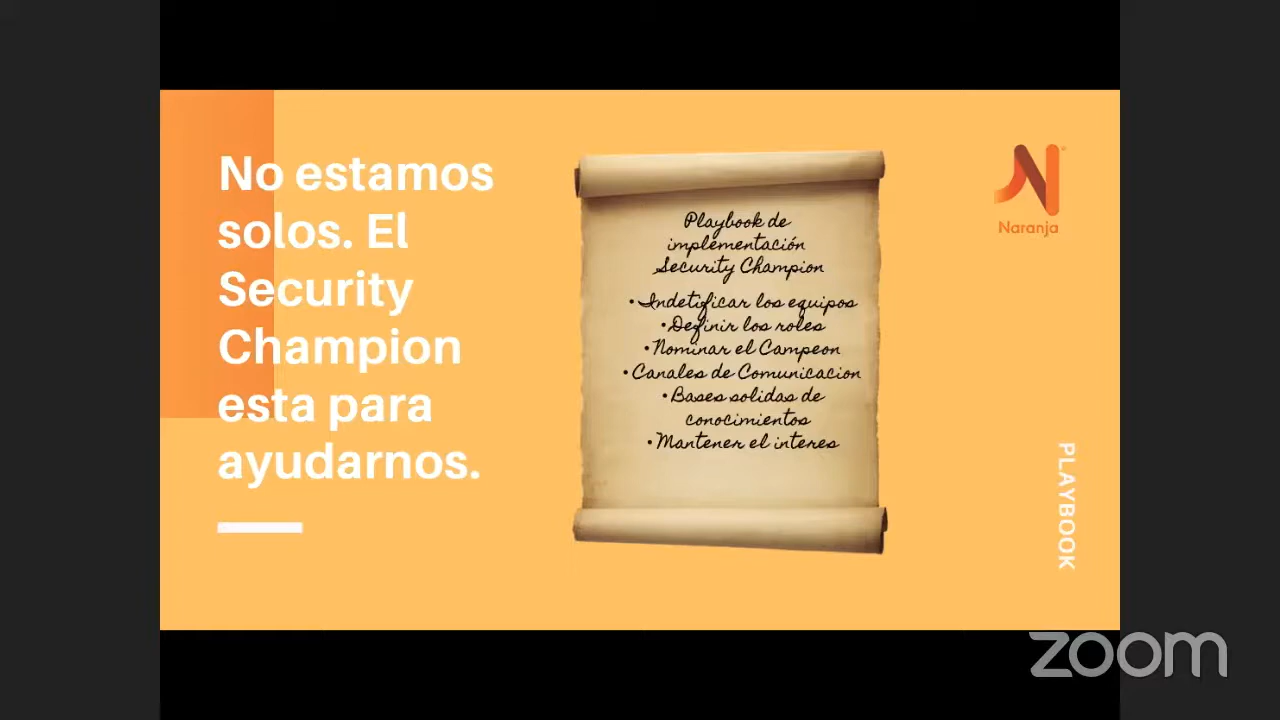 No estamos
solos. El
Security
Champion
esta para
ayudarnos.
Playbook de
implementación
Security Champion
• Indetificar los equipos
• Definir los roles
• Nominar el Campeon
• Canales de Comunicacion
• Bases solidas de
conocimientos
• Mantener el interes
Naranja
PLAYBOOK
zoom